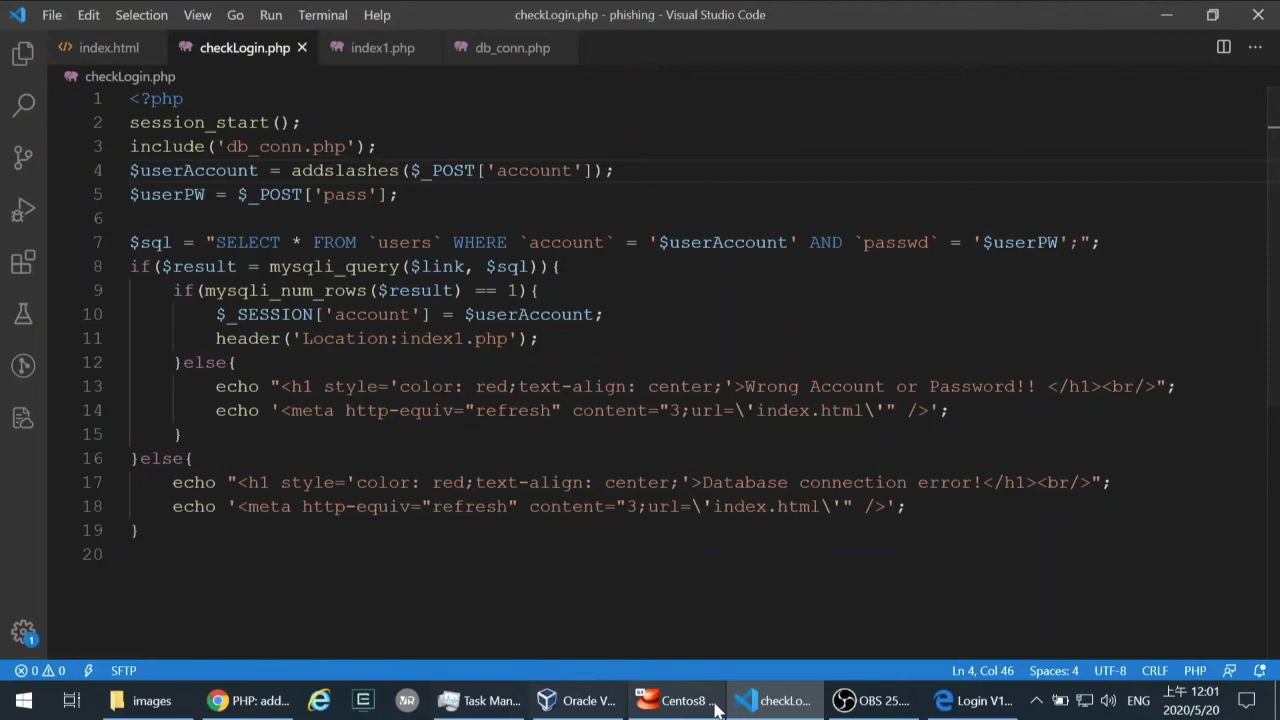 File Edit Selection View Go Run Terminal Help checkLogin.php - phishing - Visual Studio Code
index.html checkLogin.php index1.php db_conn.php
checkLogin.php
1 <?php
2 session_start();
3 include('db_conn.php');
4 $userAccount = addslashes($_POST['account']);
5 $userPW = $_POST['pass'];
6
7 $sql = "SELECT * FROM `users` WHERE `account` = '$userAccount' AND `passwd` = '$userPW';";
8 if($result = mysqli_query($link, $sql)){
9 if(mysqli_num_rows($result) == 1){
10 $_SESSION['account'] = $userAccount;
11 header('Location:index1.php');
12 }else{
13 echo "<h1 style='color: red;text-align: center;'>Wrong Account or Password!! </h1><br/>";
14 echo '<meta http-equiv="refresh" content="3;url=\'index.html\'" />';
15 }
16 }else{
17 echo "<h1 style='color: red;text-align: center;'>Database connection error!</h1><br/>";
18 echo '<meta http-equiv="refresh" content="3;url=\'index.html\'" />';
19 }
20
1
0 0 SFTP Ln 4, Col 46 Spaces: 4 UTF-8 CRLF PHP
images PHP: add... Task Man... Oracle V... Centos8 ... checkLo... OBS 25.... Login V1... ENG 上午 12:01
2020/5/20